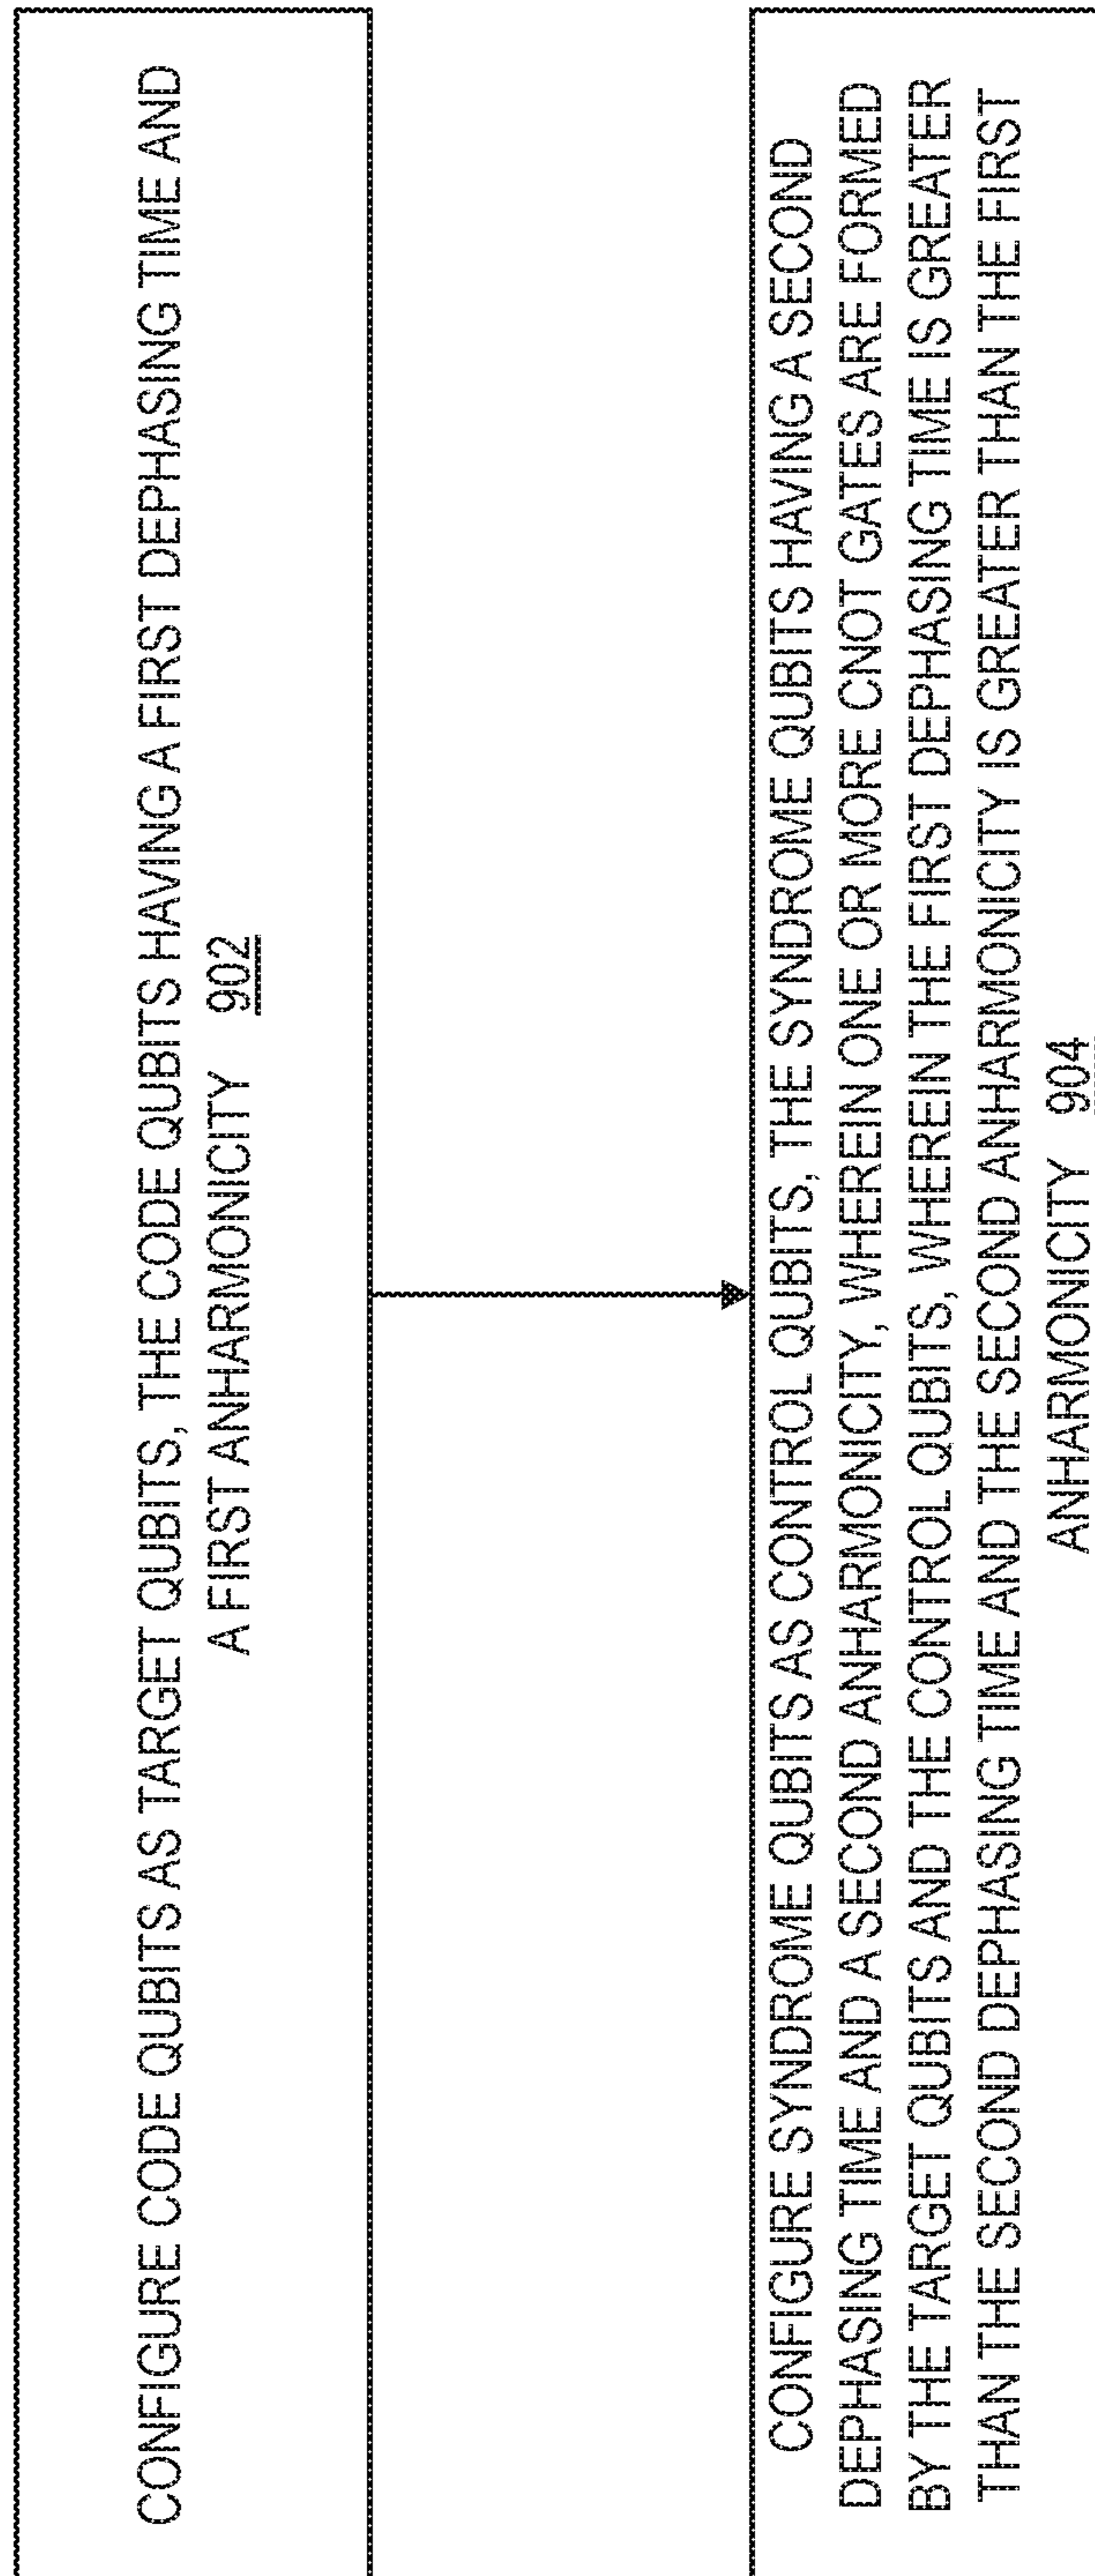 CONFIGURE CODE QUBITS AS TARGET QUBITS, THE CODE QUBITS HAVING A FIRST DEPHASING TIME AND
A FIRST ANHARMONICITY 902
CONFIGURE SYNDROME QUBITS AS CONTROL QUBITS, THE SYNDROME QUBITS HAVING A SECOND
DEPHASING TIME AND A SECOND ANHARMONICITY, WHEREIN ONE OR MORE CNOT GATES ARE FORMED
BY THE TARGET QUBITS AND THE CONTROL QUBITS, WHEREIN THE FIRST DEPHASING TIME IS GREATER
THAN THE SECOND DEPHASING TIME AND THE SECOND ANHARMONICITY IS GREATER THAN THE FIRST
ANHARMONICITY 904